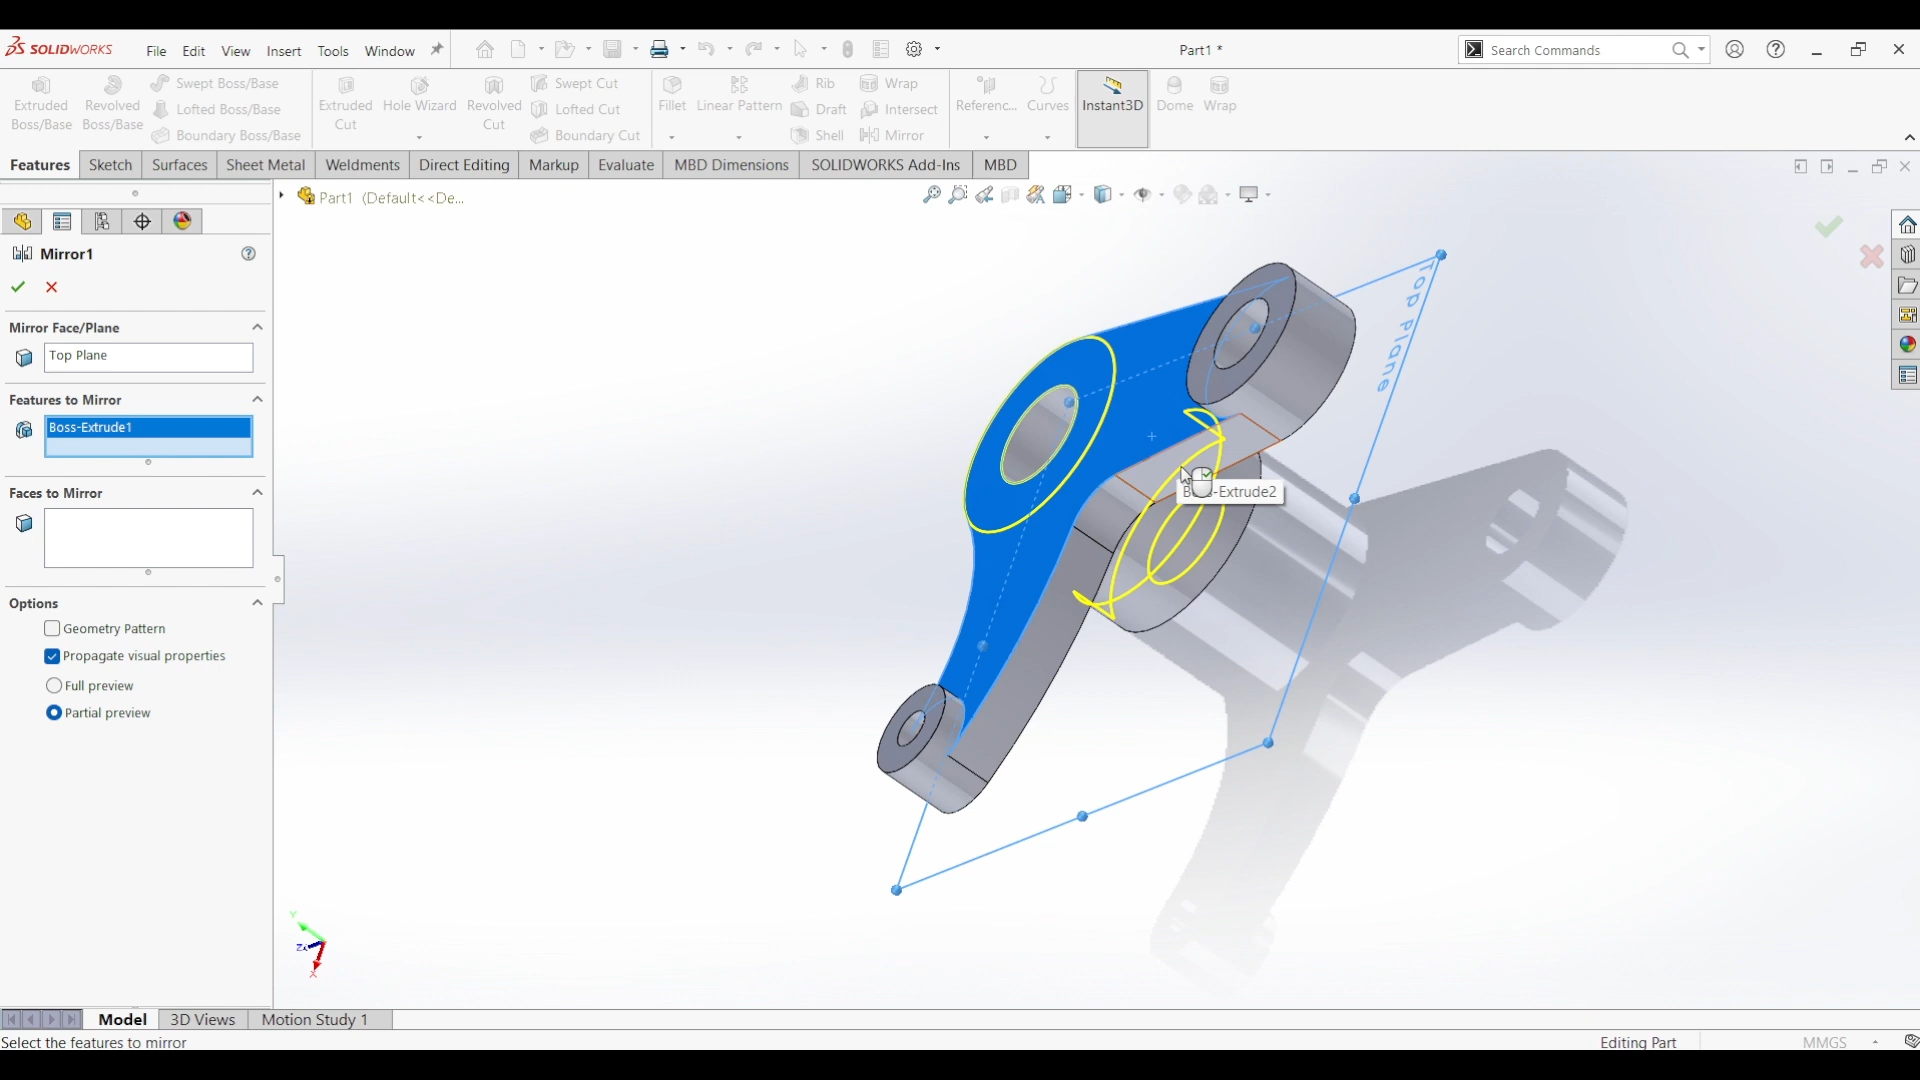 SOLIDWORKS File Edit View Insert Tools Window Part1 * Search Commands
Extruded Boss/Base
Revolved Boss/Base
Swept Boss/Base
Lofted Boss/Base
Boundary Boss/Base
Extruded Cut
Hole Wizard
Revolved Cut
Swept Cut
Lofted Cut
Boundary Cut
Fillet
Linear Pattern
Rib
Draft
Shell
Wrap
Intersect
Mirror
Referenc...
Curves
Instant3D
Dome
Wrap
Features Sketch Surfaces Sheet Metal Weldments Direct Editing Markup Evaluate MBD Dimensions SOLIDWORKS Add-Ins MBD
Part1 (Default<<De...
Mirror1
Mirror Face/Plane
Top Plane
Features to Mirror
Boss-Extrude1
Faces to Mirror
Options
Geometry Pattern
Propagate visual properties
Full preview
Partial preview
Top Plane
-Extrude2
Y
X
Model 3D Views Motion Study 1
Select the features to mirror Editing Part MMGS